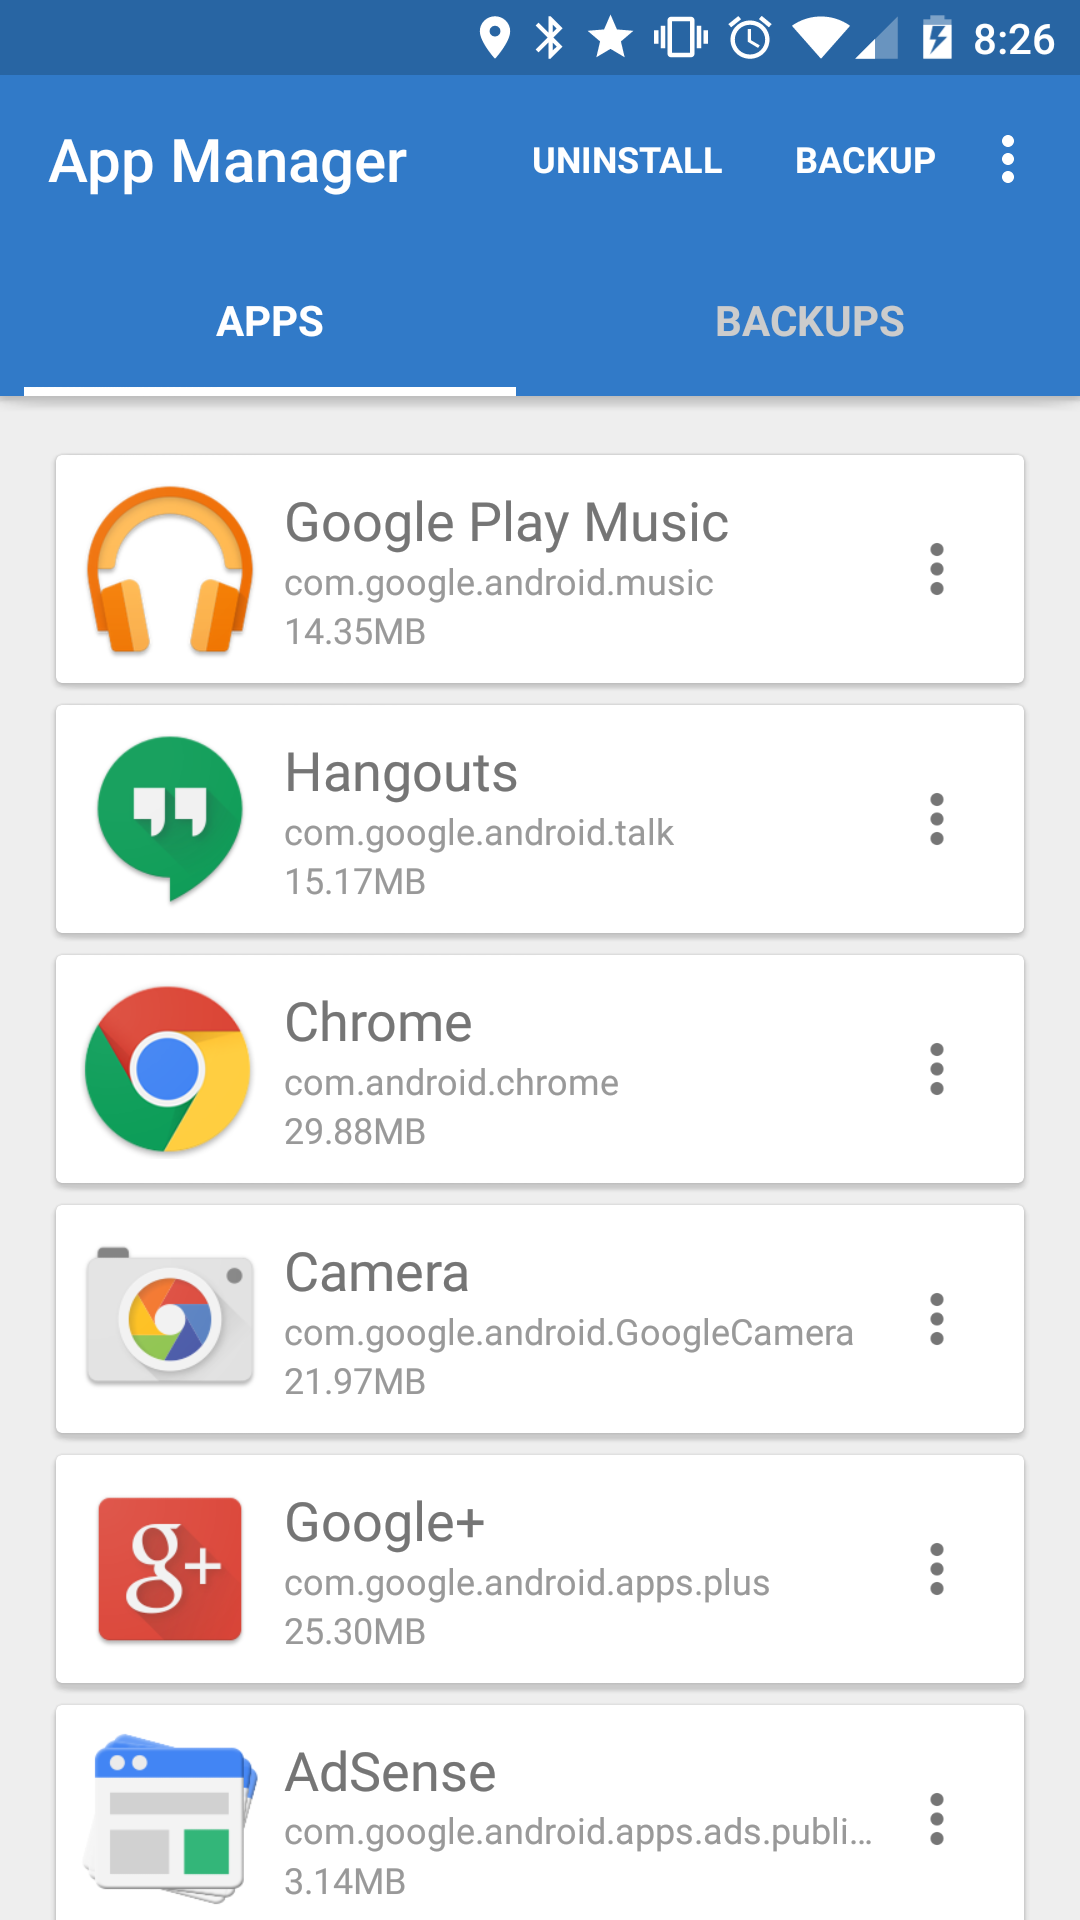 8:26
App Manager UNINSTALL BACKUP
APPS BACKUPS
Google Play Music
com.google.android.music
14.35MB
Hangouts
com.google.android.talk
15.17MB
Chrome
com.android.chrome
29.88MB
Camera
com.google.android.GoogleCamera
21.97MB
g+
Google+
com.google.android.apps.plus
25.30MB
AdSense
com.google.android.apps.ads.publi...
3.14MB